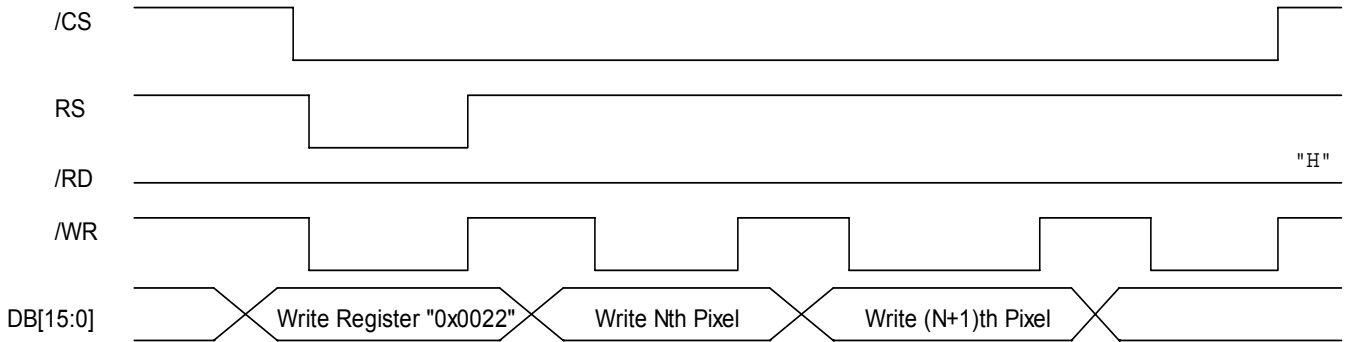 /CS
RS
"H"
/RD
/WR
DB[15:0] Write Register "0x0022" Write Nth Pixel Write (N+1)th Pixel